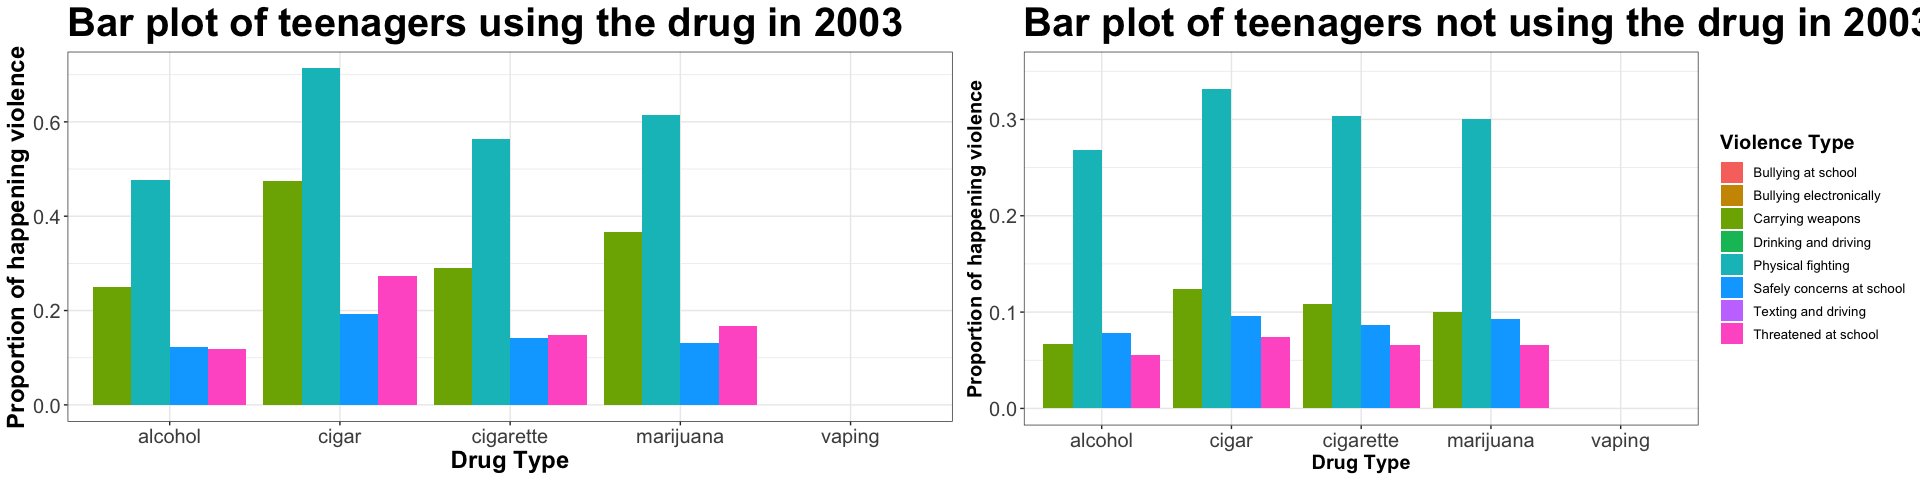 Bar plot of teenagers using the drug in 2003
Proportion of happening violence
0.6
0.4
0.2
0.0
alcohol cigar cigarette marijuana vaping
Drug Type
Bar plot of teenagers not using the drug in 2003
Proportion of happening violence
0.3
0.2
0.1
0.0
alcohol cigar cigarette marijuana vaping
Drug Type
Violence Type
Bullying at school
Bullying electronically
Carrying weapons
Drinking and driving
Physical fighting
Safely concerns at school
Texting and driving
Threatened at school